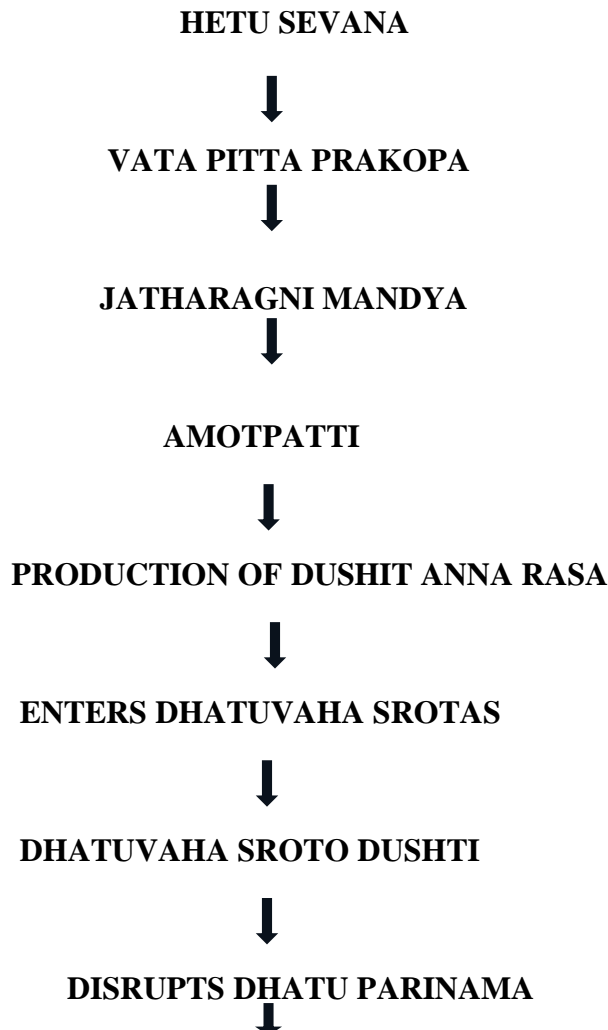 HETU SEVANA
VATA PITTA PRAKOPA
JATHARAGNI MANDYA
AMOTPATTI
PRODUCTION OF DUSHIT ANNA RASA
ENTERS DHATUVAHA SROTAS
DHATUVAHA SROTO DUSHTI
DISRUPTS DHATU PARINAMA